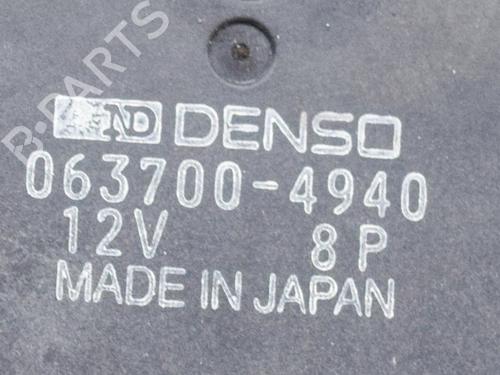 B-PARTS
ND DENSO
063700-4940
12V 8P
MADE IN JAPAN